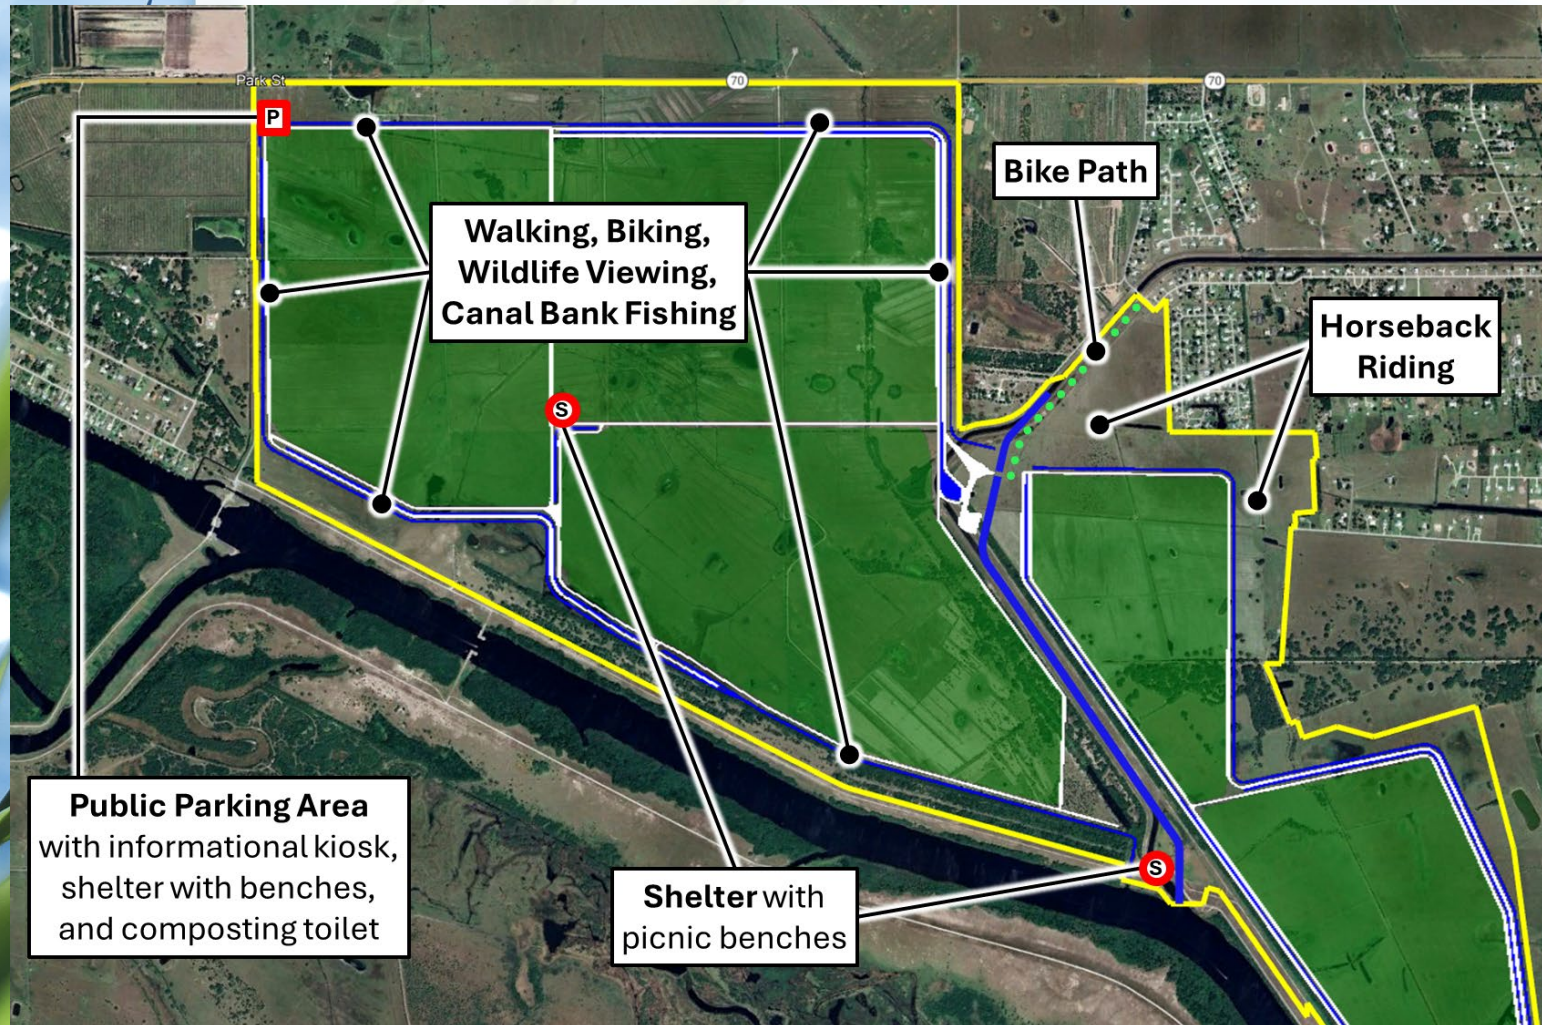 Park St
70
70
P
Bike Path
Walking, Biking,
Wildlife Viewing,
Canal Bank Fishing
Horseback
Riding
S
Public Parking Area
with informational kiosk,
shelter with benches,
and composting toilet
S
Shelter with
picnic benches